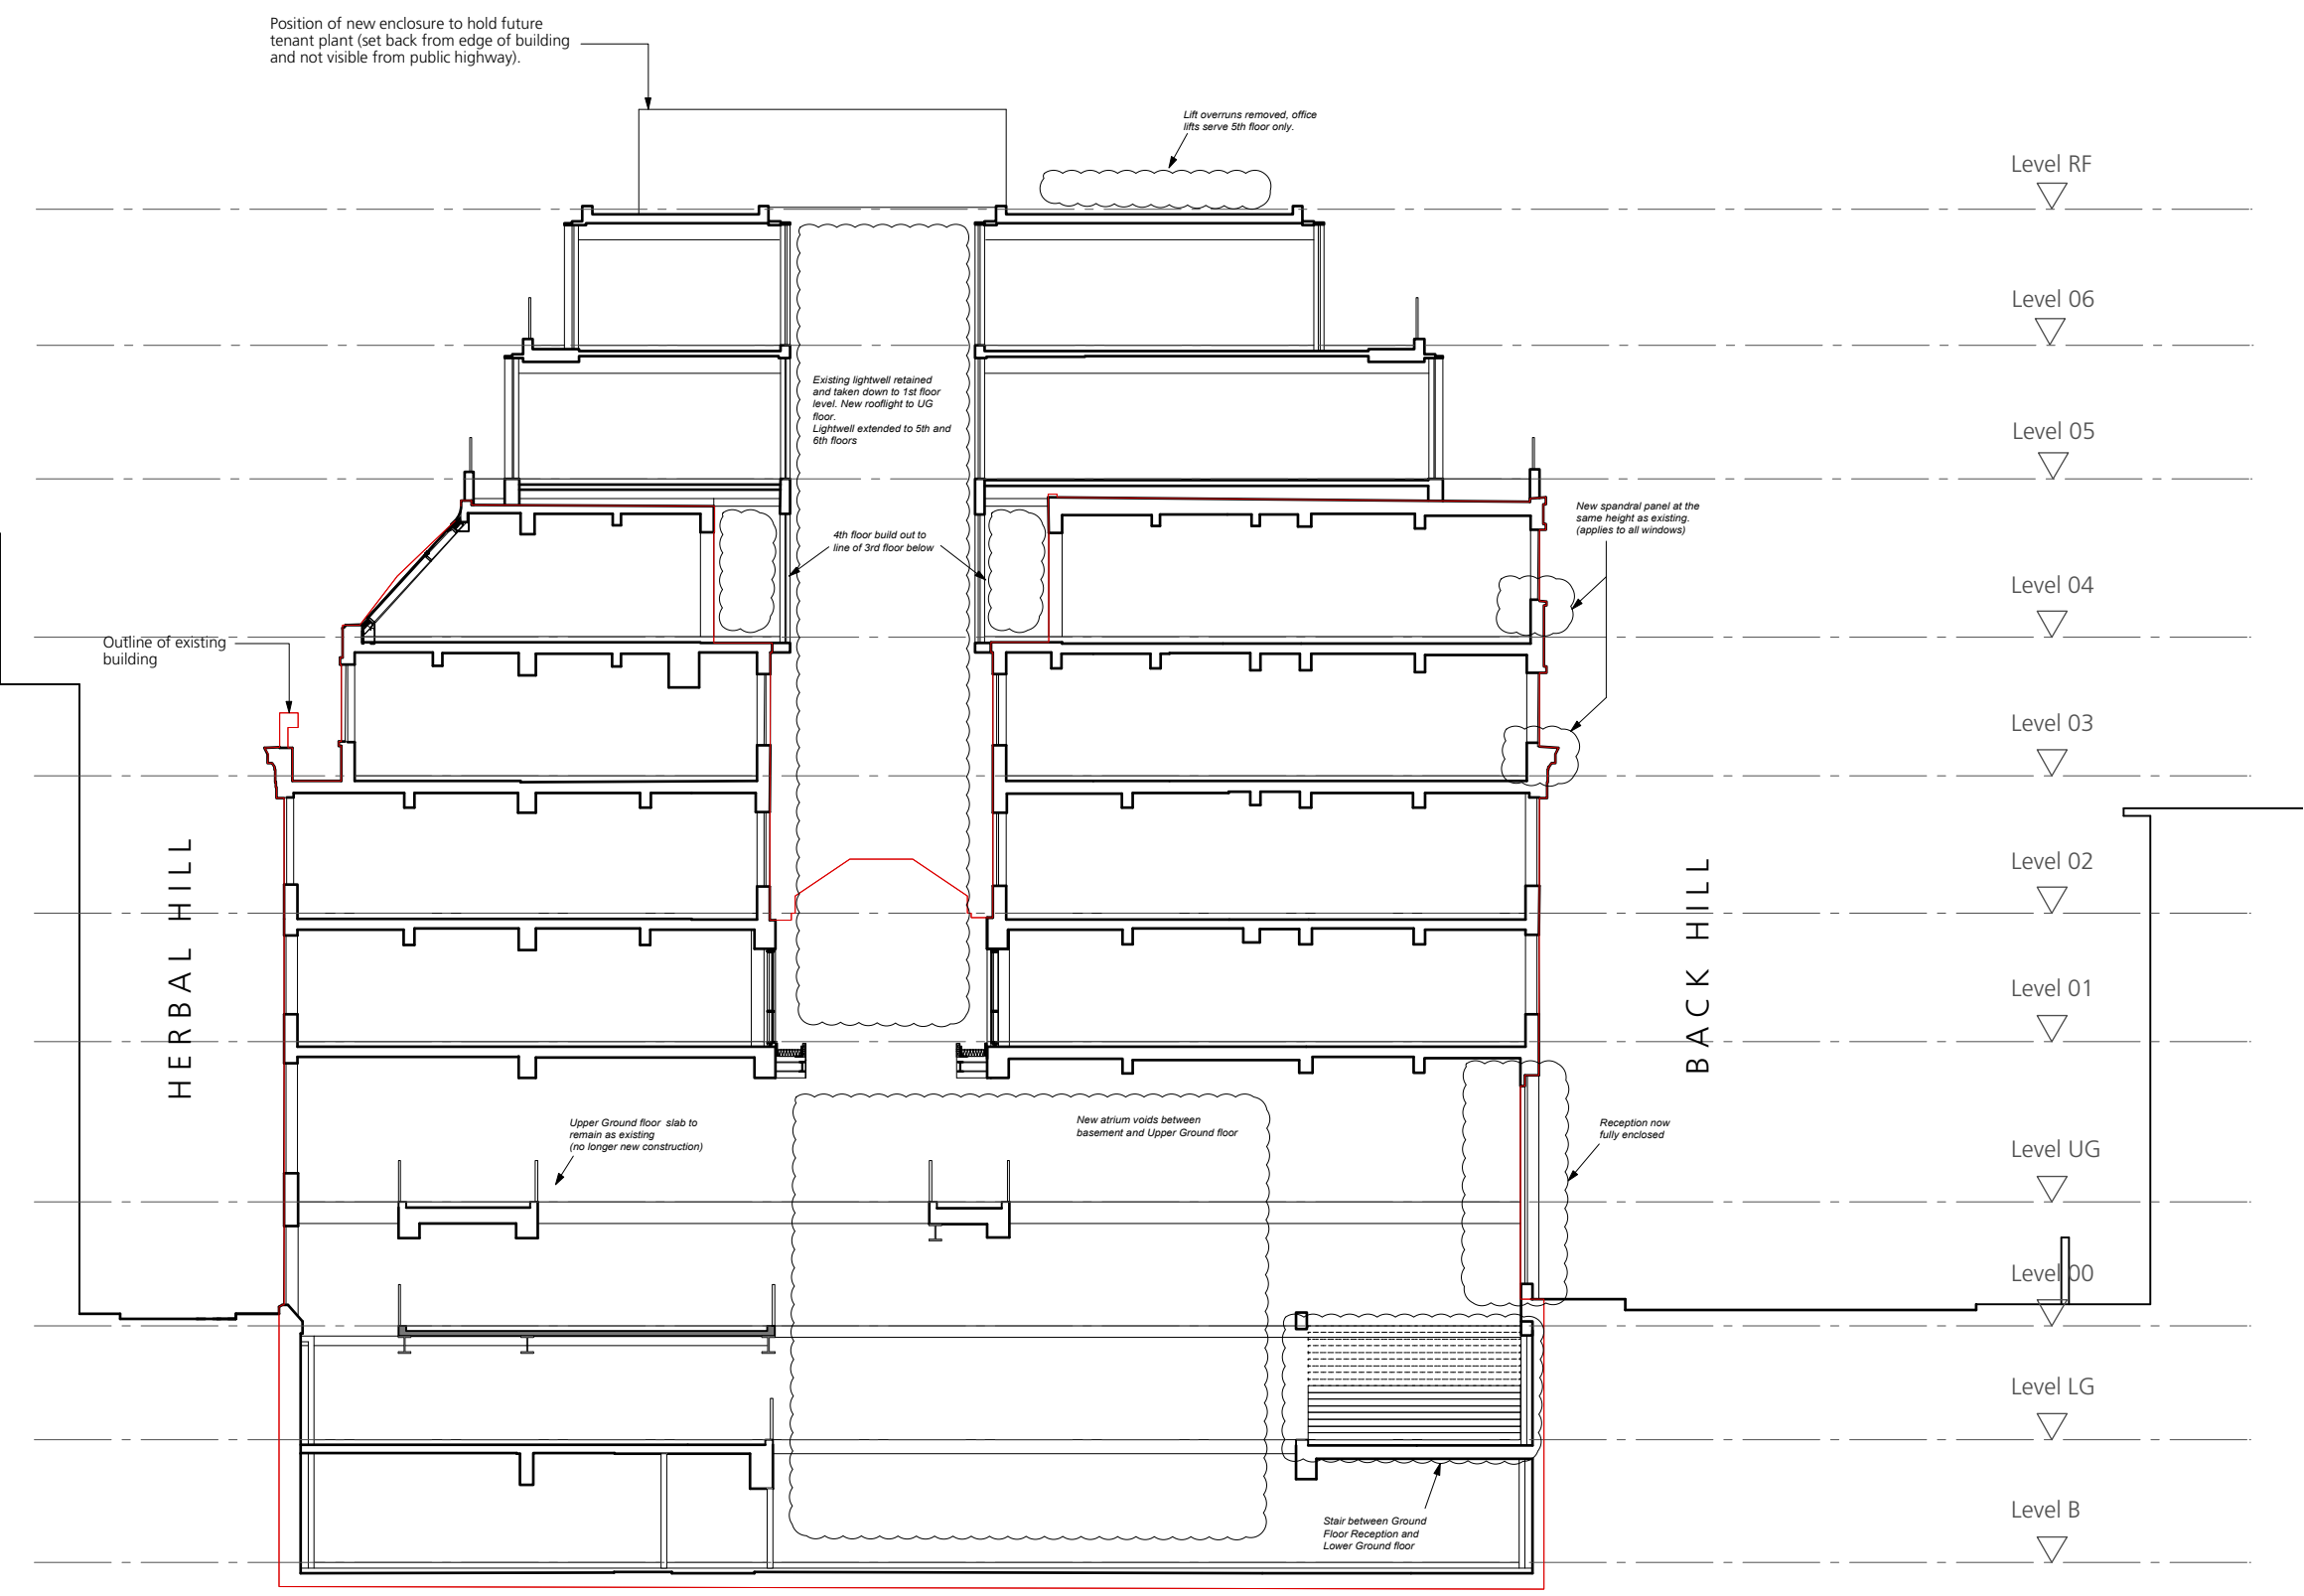 Position of new enclosure to hold future
tenant plant (set back from edge of building
and not visible from public highway).
Lift overruns removed, office
lifts serve 5th floor only.
Level RF
Level 06
Existing lightwell retained
and taken down to 1st floor
level. New rooflight to UG
floor.
Lightwell extended to 5th and
6th floors
Level 05
New spandral panel at the
same height as existing.
(applies to all windows)
4th floor build out to
line of 3rd floor below
Level 04
Outline of existing
building
Level 03
HERBAL HILL
BACK HILL
Level 02
Level 01
Upper Ground floor slab to
remain as existing
(no longer new construction)
New atrium voids between
basement and Upper Ground floor
Reception now
fully enclosed
Level UG
Level 00
Level LG
Stair between Ground
Floor Reception and
Lower Ground floor
Level B